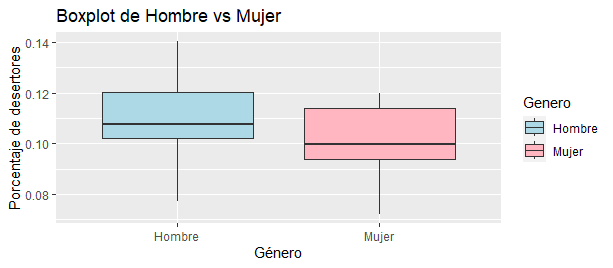 Boxplot de Hombre vs Mujer
Porcentaje de desertores
0.14
0.12
0.10
0.08
Hombre
Mujer
Género
Genero
Hombre
Mujer